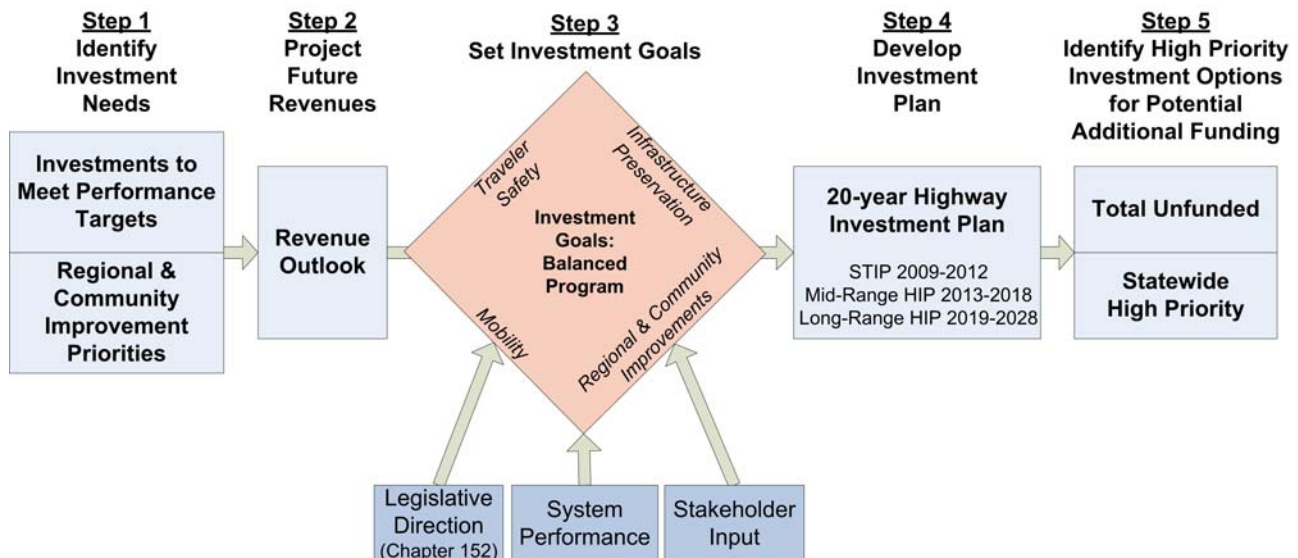 Step 1
Identify
Investment
Needs
Step 2
Project
Future
Revenues
Step 3
Set Investment Goals
Step 4
Develop
Investment
Plan
Step 5
Identify High Priority
Investment Options
for Potential
Additional Funding
Investments to
Meet Performance
Targets
Regional &
Community
Improvement
Priorities
Revenue
Outlook
Traveler
Safety
Infrastructure
Preservation
Investment
Goals:
Balanced
Program
Mobility
Regional & Community
Improvements
20-year Highway
Investment Plan
STIP 2009-2012
Mid-Range HIP 2013-2018
Long-Range HIP 2019-2028
Total Unfunded
Statewide
High Priority
Legislative
Direction
(Chapter 152)
System
Performance
Stakeholder
Input